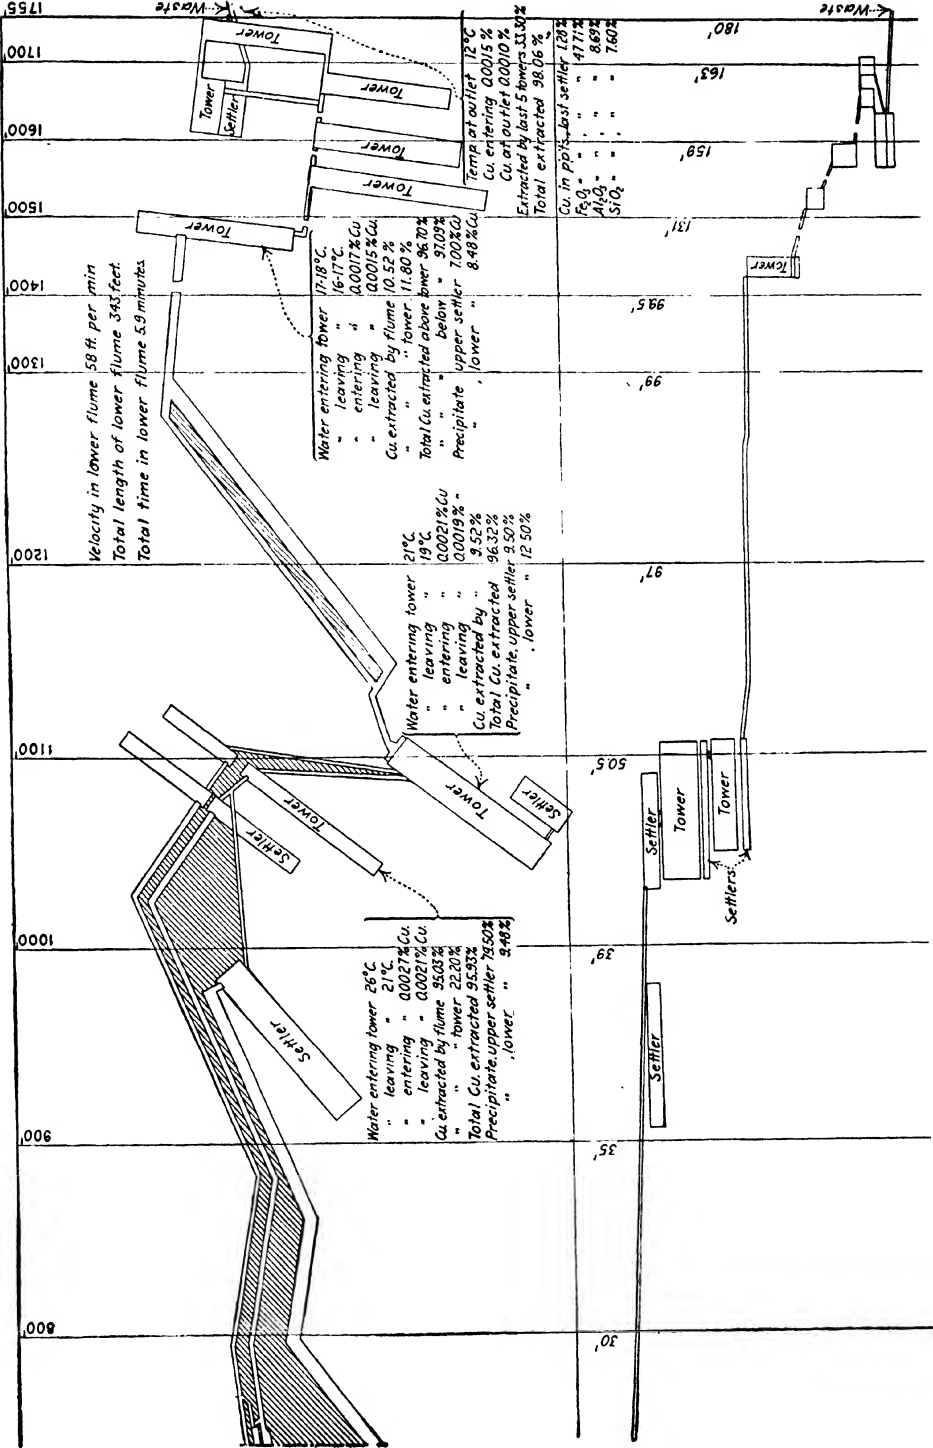 1755'
1700'
1600'
1500'
1400'
1300'
1200'
1100'
1000'
900'
800'
180'
163'
159'
131'
99.5'
99'
97'
50.5'
39'
35'
30'
Waste
Waste
Tower
Tower
Settler
Tower
Tower
Tower
Tower
Tower
Temp at outlet 12°C
Cu. entering 0.0015 %
Cu. at outlet 0.0010 %
Extracted by last 5 towers 33.30%
Total extracted 98.06 %
Cu. in p'p'ts. last settler 1.28%
Fe2O3 " " " " 47.71%
Al2O3 " " " " 8.69%
SiO2 " " " " 7.60%
Water entering tower 17-18°C.
" leaving " 16-17°C.
" entering " 0.0017% Cu
" leaving " 0.0015% Cu.
Cu. extracted by flume 10.52 %
" " " tower 11.80 %
Total Cu. extracted above tower 96.70%
" " " below " 97.09%
Precipitate upper settler 7.00% Cu
" , lower " 8.48% Cu.
Velocity in lower flume 58 ft. per min
Total length of lower flume 343 feet.
Total time in lower flume 5.9 minutes
Water entering tower 21°C.
" leaving " 19°C.
" entering " 0.0021% Cu
" leaving " 0.0019% "
Cu. extracted by " 9.52%
Total Cu. extracted 96.32%
Precipitate, upper settler 9.50%
" , lower " 12.50%
Tower
Settler
Tower
Settler
Settler
Water entering tower 26°C.
" leaving " 21°C.
" entering " 0.0027% Cu.
" leaving " 0.0021% Cu.
Cu. extracted by flume 95.03%
" " " tower 22.20%
Total Cu. extracted 95.93%
Precipitate, upper settler 79.50%
" , lower " 9.48%
Settler
Tower
Tower
Settlers
Settler